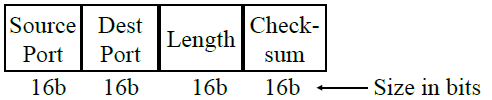 Source Dest Length Check-
Port Port sum
16b 16b 16b 16b Size in bits